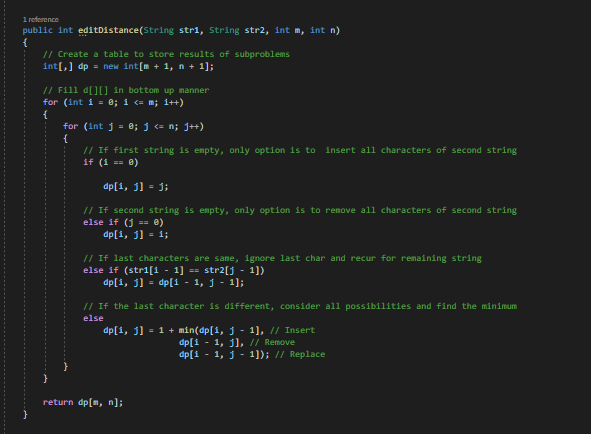 1 reference
public int editDistance(String str1, String str2, int m, int n)
{
// Create a table to store results of subproblems
int[,] dp = new int[m + 1, n + 1];
// Fill d[][] in bottom up manner
for (int i = 0; i <= m; i++)
{
for (int j = 0; j <= n; j++)
{
// If first string is empty, only option is to  insert all characters of second string
if (i == 0)
dp[i, j] = j;
// If second string is empty, only option is to remove all characters of second string
else if (j == 0)
dp[i, j] = i;
// If last characters are same, ignore last char and recur for remaining string
else if (str1[i - 1] == str2[j - 1])
dp[i, j] = dp[i - 1, j - 1];
// If the last character is different, consider all possibilities and find the minimum
else
dp[i, j] = 1 + min(dp[i, j - 1], // Insert
dp[i - 1, j], // Remove
dp[i - 1, j - 1]); // Replace
}
}
return dp[m, n];
}